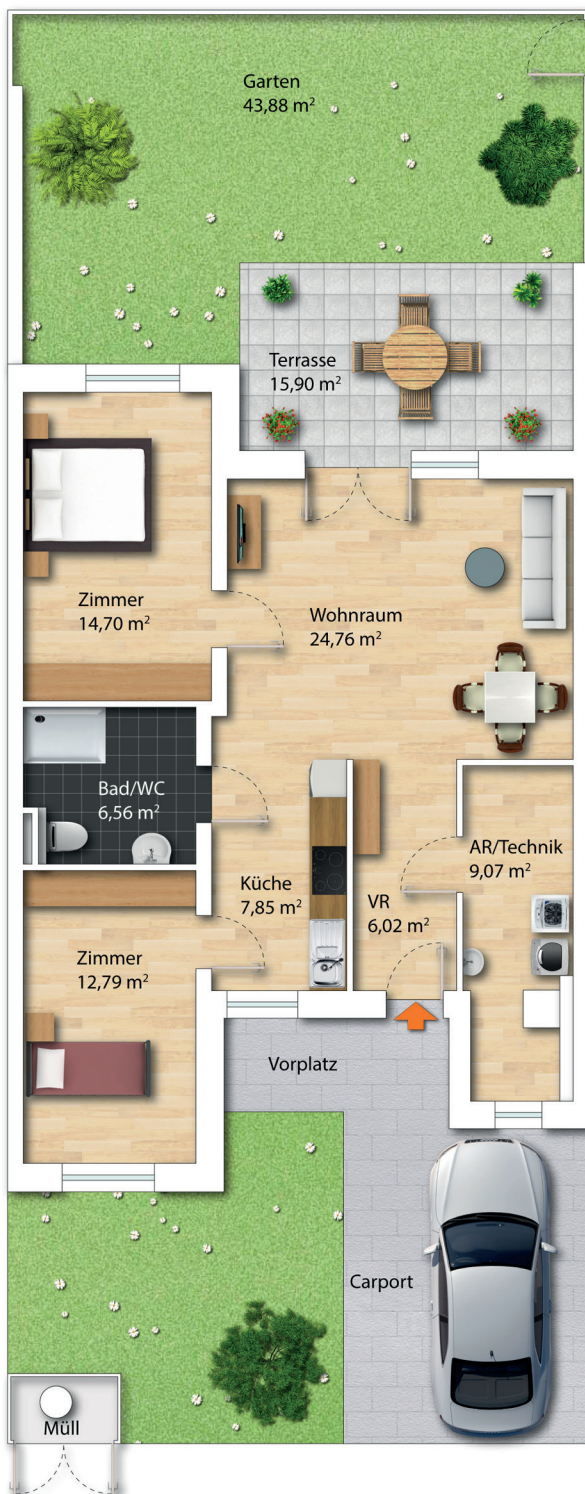 Garten
43,88 m²
Terrasse
15,90 m²
Zimmer
14,70 m²
Wohnraum
24,76 m²
Bad/WC
6,56 m²
AR/Technik
9,07 m²
Küche
7,85 m²
VR
6,02 m²
Zimmer
12,79 m²
Vorplatz
Carport
Müll